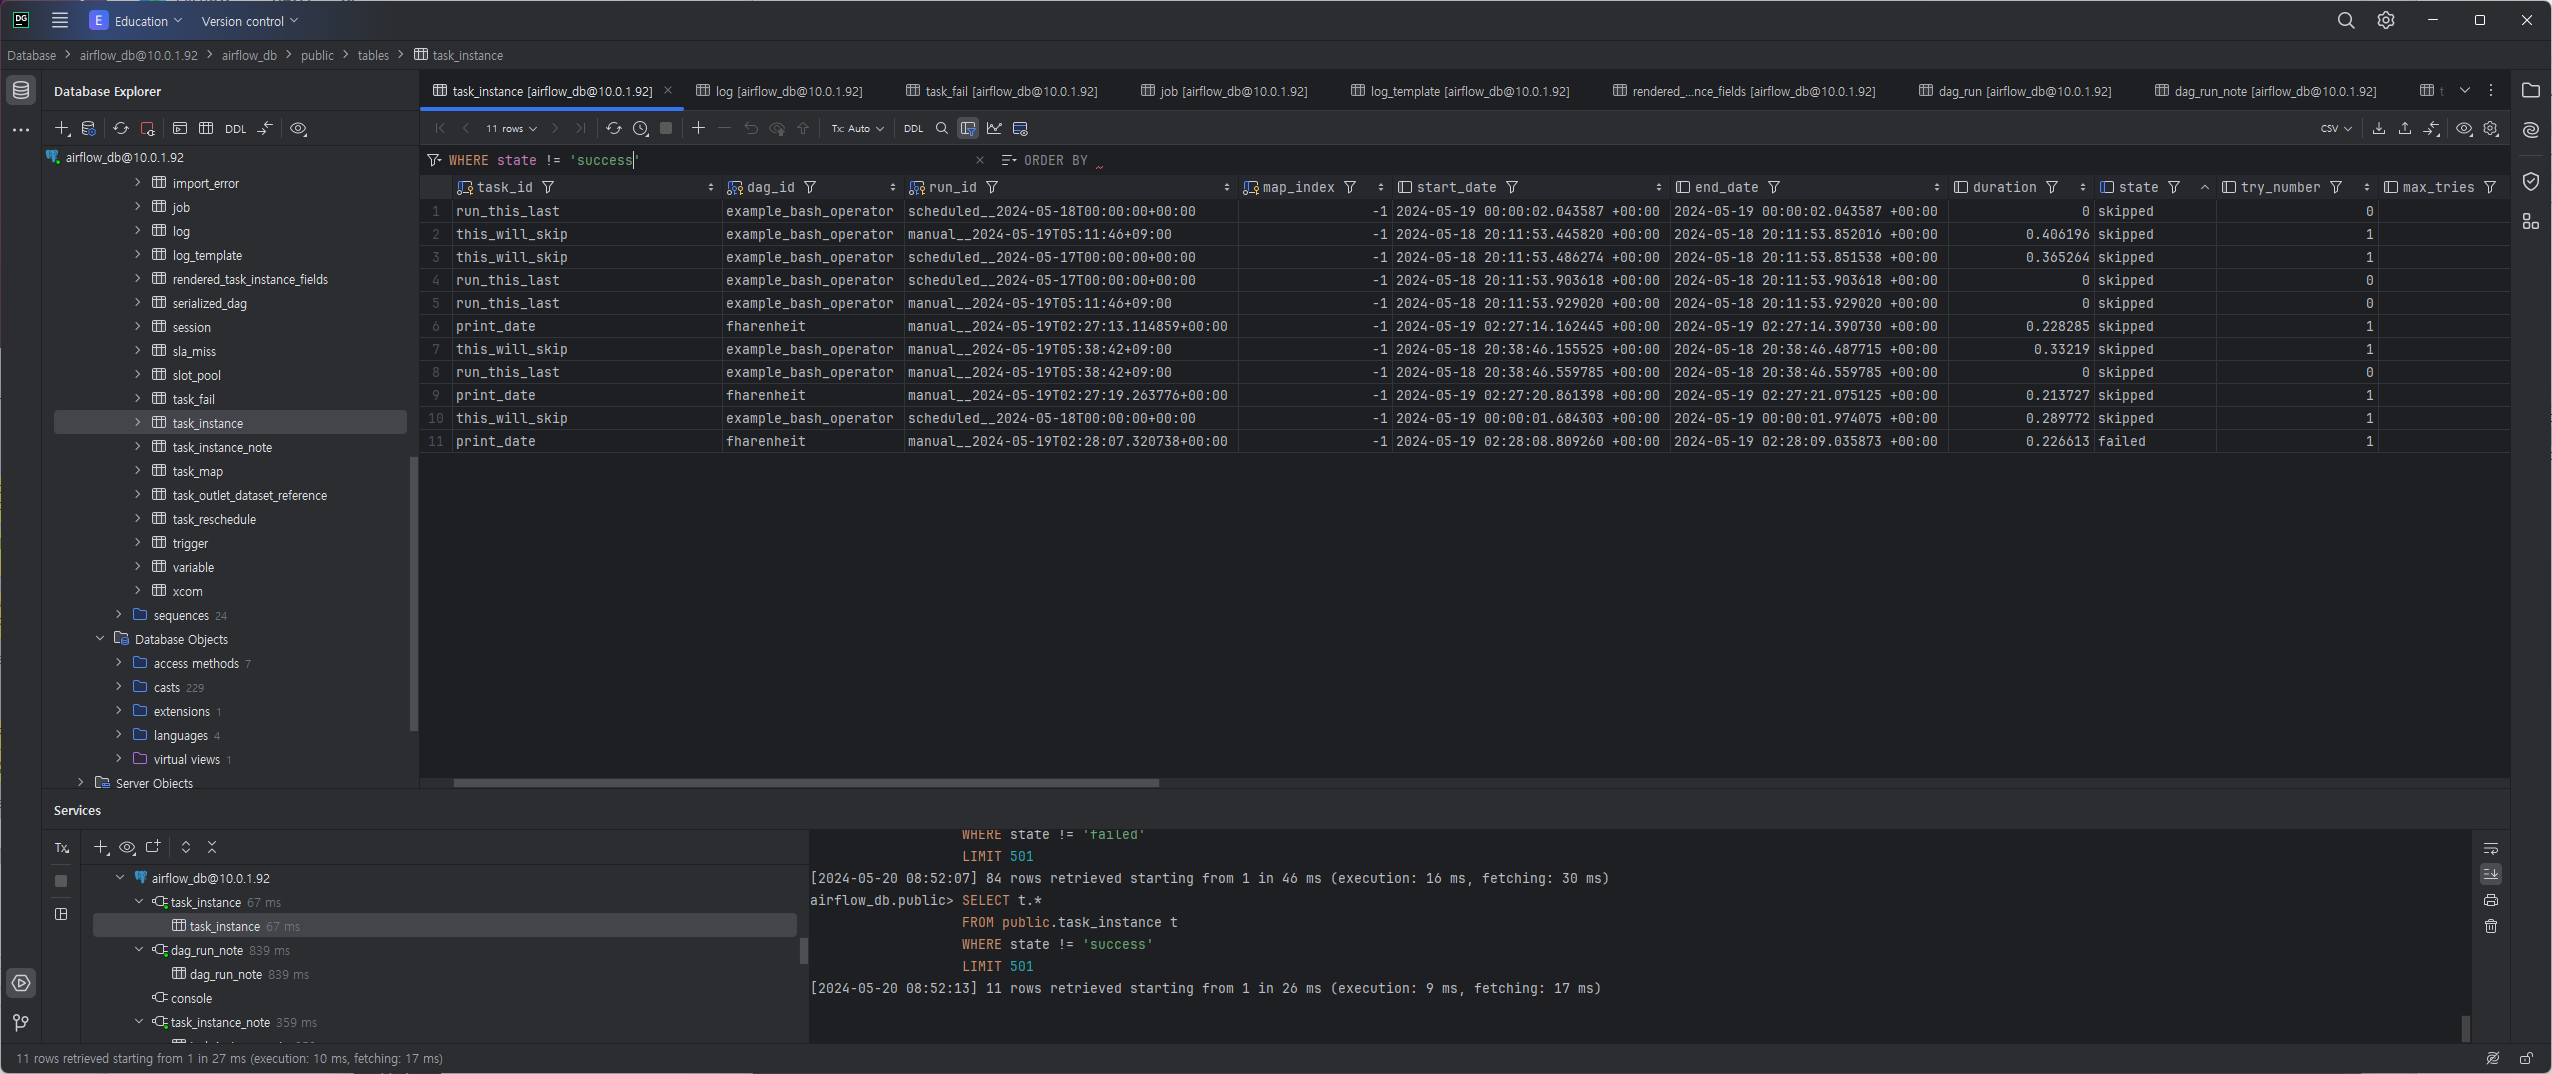 DG E Education Version control
Database > airflow_db@10.0.1.92 > airflow_db > public > tables > task_instance
Database Explorer
task_instance [airflow_db@10.0.1.92] log [airflow_db@10.0.1.92] task_fail [airflow_db@10.0.1.92] job [airflow_db@10.0.1.92] log_template [airflow_db@10.0.1.92] rendered_...nce_fields [airflow_db@10.0.1.92] dag_run [airflow_db@10.0.1.92] dag_run_note [airflow_db@10.0.1.92] t
DDL
11 rows Tx: Auto DDL CSV
airflow_db@10.0.1.92
import_error
job
log
log_template
rendered_task_instance_fields
serialized_dag
session
sla_miss
slot_pool
task_fail
task_instance
task_instance_note
task_map
task_outlet_dataset_reference
task_reschedule
trigger
variable
xcom
sequences 24
Database Objects
access methods 7
casts 229
extensions 1
languages 4
virtual views 1
Server Objects
WHERE state != 'success' ORDER BY
task_id dag_id run_id map_index start_date end_date duration state try_number max_tries
1 run_this_last example_bash_operator scheduled__2024-05-18T00:00:00+00:00 -1 2024-05-19 00:00:02.043587 +00:00 2024-05-19 00:00:02.043587 +00:00 0 skipped 0
2 this_will_skip example_bash_operator manual__2024-05-19T05:11:46+09:00 -1 2024-05-18 20:11:53.445820 +00:00 2024-05-18 20:11:53.852016 +00:00 0.406196 skipped 1
3 this_will_skip example_bash_operator scheduled__2024-05-17T00:00:00+00:00 -1 2024-05-18 20:11:53.486274 +00:00 2024-05-18 20:11:53.851538 +00:00 0.365264 skipped 1
4 run_this_last example_bash_operator scheduled__2024-05-17T00:00:00+00:00 -1 2024-05-18 20:11:53.903618 +00:00 2024-05-18 20:11:53.903618 +00:00 0 skipped 0
5 run_this_last example_bash_operator manual__2024-05-19T05:11:46+09:00 -1 2024-05-18 20:11:53.929020 +00:00 2024-05-18 20:11:53.929020 +00:00 0 skipped 0
6 print_date fharenheit manual__2024-05-19T02:27:13.114859+00:00 -1 2024-05-19 02:27:14.162445 +00:00 2024-05-19 02:27:14.390730 +00:00 0.228285 skipped 1
7 this_will_skip example_bash_operator manual__2024-05-19T05:38:42+09:00 -1 2024-05-18 20:38:46.155525 +00:00 2024-05-18 20:38:46.487715 +00:00 0.33219 skipped 1
8 run_this_last example_bash_operator manual__2024-05-19T05:38:42+09:00 -1 2024-05-18 20:38:46.559785 +00:00 2024-05-18 20:38:46.559785 +00:00 0 skipped 0
9 print_date fharenheit manual__2024-05-19T02:27:19.263776+00:00 -1 2024-05-19 02:27:20.861398 +00:00 2024-05-19 02:27:21.075125 +00:00 0.213727 skipped 1
10 this_will_skip example_bash_operator scheduled__2024-05-18T00:00:00+00:00 -1 2024-05-19 00:00:01.684303 +00:00 2024-05-19 00:00:01.974075 +00:00 0.289772 skipped 1
11 print_date fharenheit manual__2024-05-19T02:28:07.320738+00:00 -1 2024-05-19 02:28:08.809260 +00:00 2024-05-19 02:28:09.035873 +00:00 0.226613 failed 1
Services
Tx
airflow_db@10.0.1.92
task_instance 67 ms
task_instance 67 ms
dag_run_note 839 ms
dag_run_note 839 ms
console
task_instance_note 359 ms
WHERE state != 'failed'
LIMIT 501
[2024-05-20 08:52:07] 84 rows retrieved starting from 1 in 46 ms (execution: 16 ms, fetching: 30 ms)
airflow_db.public> SELECT t.*
FROM public.task_instance t
WHERE state != 'success'
LIMIT 501
[2024-05-20 08:52:13] 11 rows retrieved starting from 1 in 26 ms (execution: 9 ms, fetching: 17 ms)
11 rows retrieved starting from 1 in 27 ms (execution: 10 ms, fetching: 17 ms)